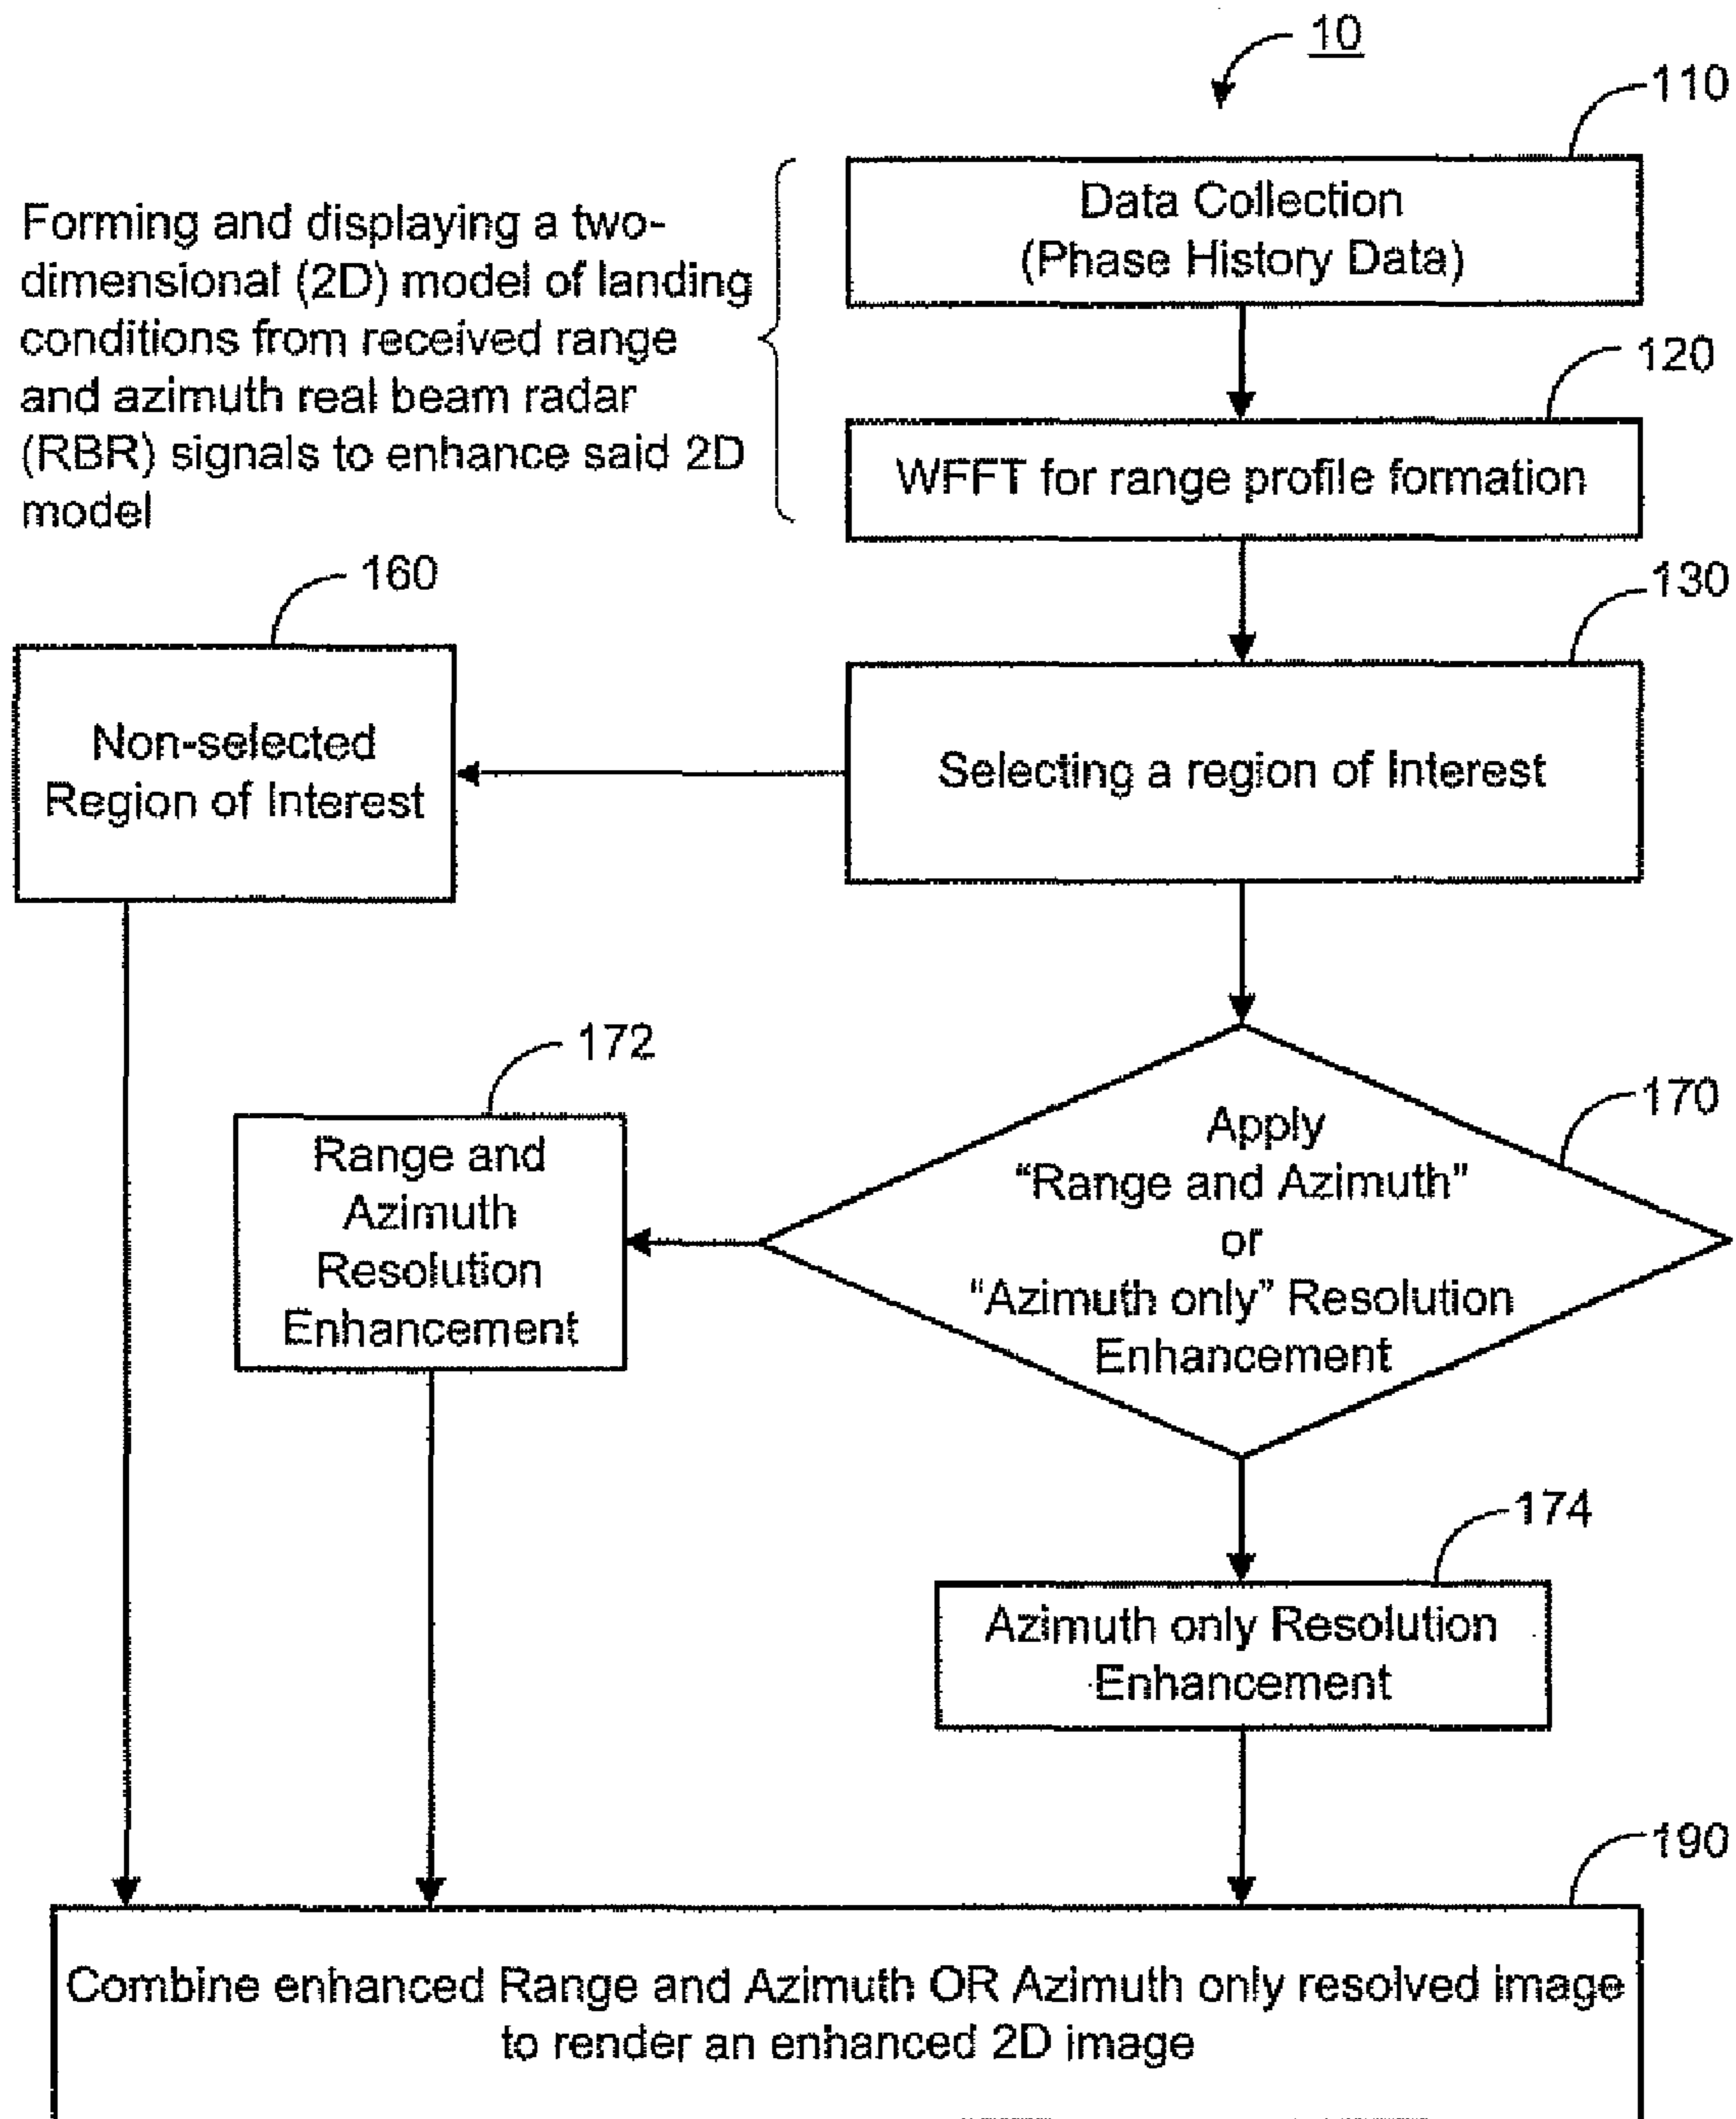 10
110
Data Collection
(Phase History Data)
Forming and displaying a two-
dimensional (2D) model of landing
conditions from received range
and azimuth real beam radar
(RBR) signals to enhance said 2D
model
120
WFFT for range profile formation
160
130
Non-selected
Region of Interest
Selecting a region of Interest
172
170
Range and
Azimuth
Resolution
Enhancement
Apply
“Range and Azimuth”
or
“Azimuth only” Resolution
Enhancement
174
Azimuth only Resolution
Enhancement
190
Combine enhanced Range and Azimuth OR Azimuth only resolved image
to render an enhanced 2D image